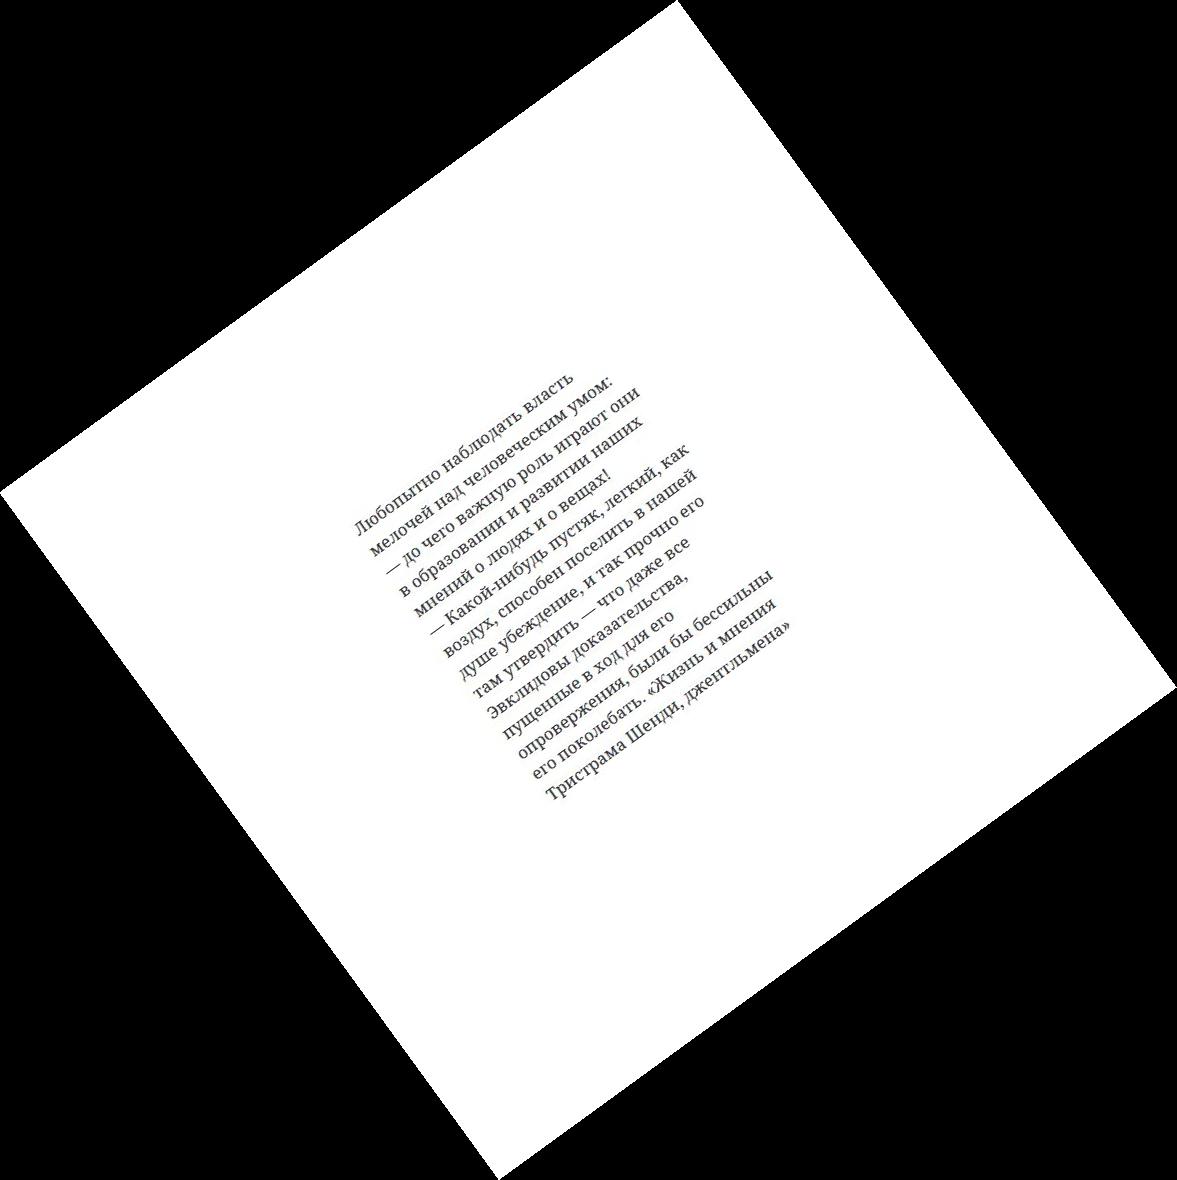 Любопытно наблюдать власть
мелочей над человеческим умом:
— до чего важную роль играют они
в образовании и развитии наших
мнений о людях и о вещах!
— Какой-нибудь пустяк, легкий, как
воздух, способен поселить в нашей
душе убеждение, и так прочно его
там утвердить — что даже все
Эвклидовы доказательства,
пущенные в ход для его
опровержения, были бы бессильны
его поколебать. «Жизнь и мнения
Тристрама Шенди, джентльмена»